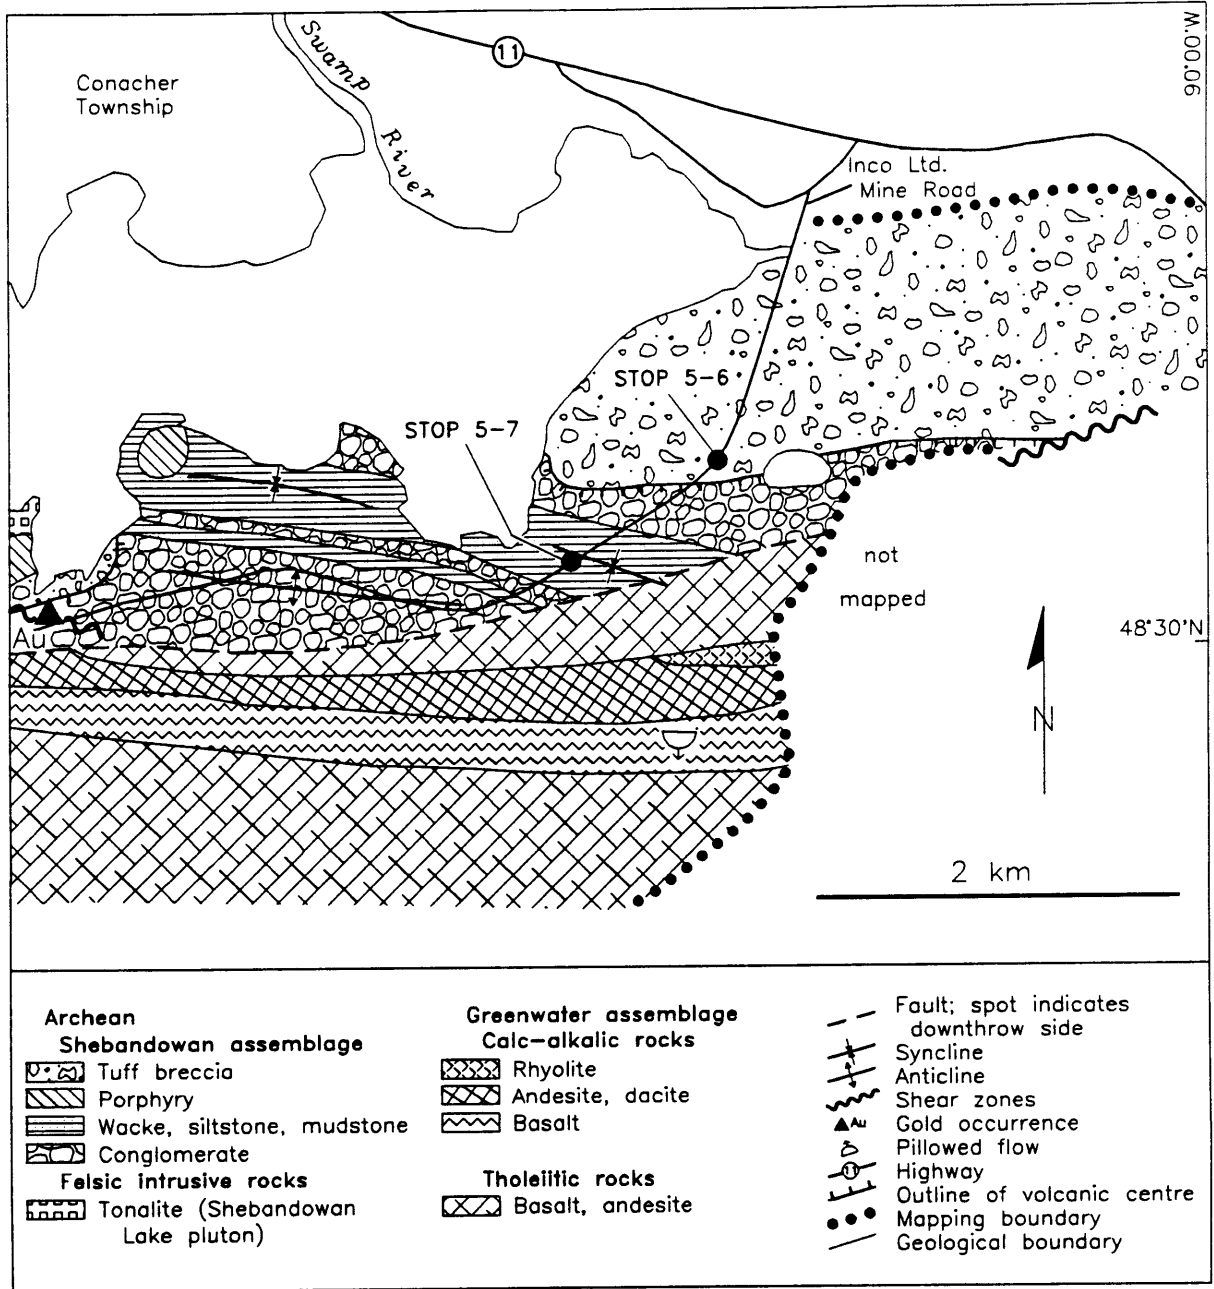 Conacher
Township
Swamp
River
11
W.00.06
Inco Ltd.
Mine Road
STOP 5-6
STOP 5-7
not
mapped
Au
48°30'N
N
2 km
Archean
Shebandowan assemblage
Tuff breccia
Porphyry
Wacke, siltstone, mudstone
Conglomerate
Felsic intrusive rocks
Tonalite (Shebandowan
Lake pluton)
Greenwater assemblage
Calc-alkalic rocks
Rhyolite
Andesite, dacite
Basalt
Tholeiitic rocks
Basalt, andesite
Fault; spot indicates
downthrow side
Syncline
Anticline
Shear zones
Au Gold occurrence
Pillowed flow
11 Highway
Outline of volcanic centre
Mapping boundary
Geological boundary